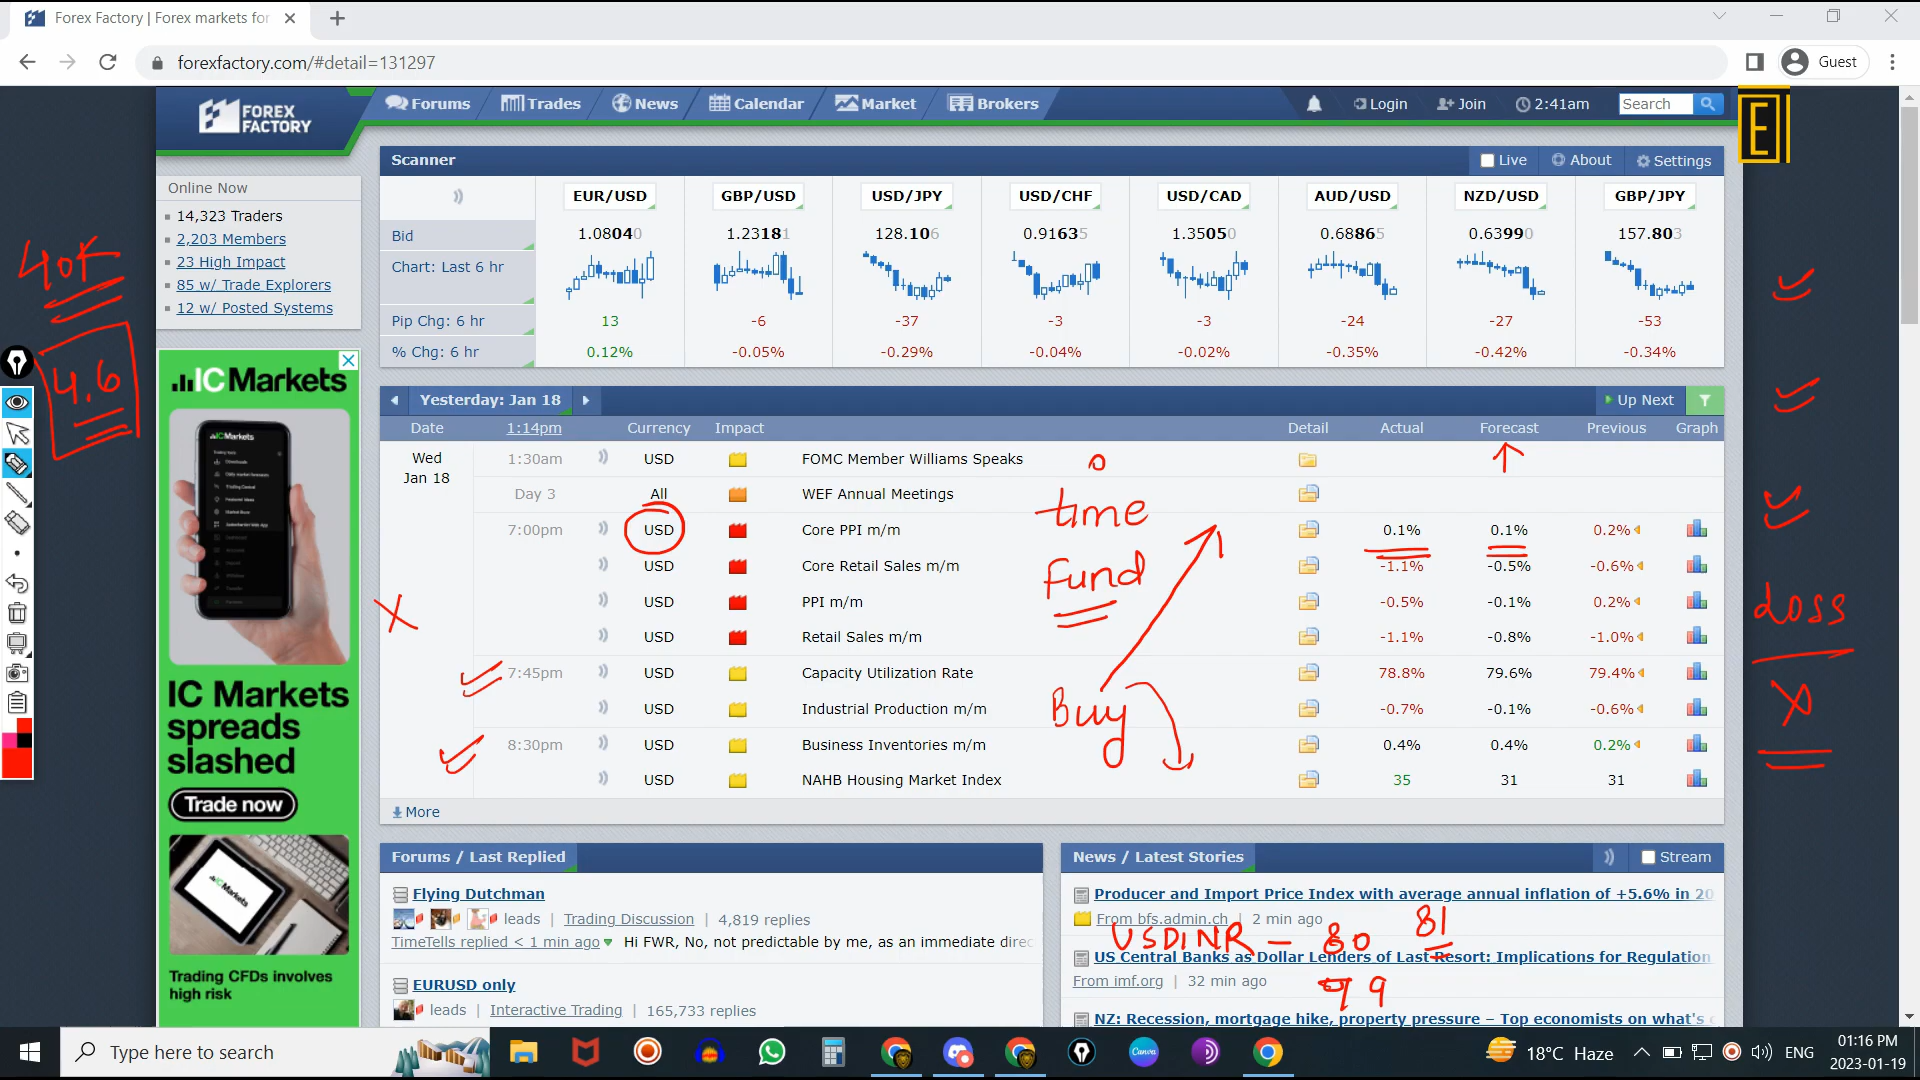 Forex Factory | Forex markets for
forexfactory.com/#detail=131297
Guest
FOREX FACTORY
Forums Trades News Calendar Market Brokers
Login Join 2:41am Search
E
Scanner Live About Settings
EUR/USD GBP/USD USD/JPY USD/CHF USD/CAD AUD/USD NZD/USD GBP/JPY
Bid 1.08040 1.23181 128.106 0.91635 1.35050 0.68865 0.63990 157.803
Chart: Last 6 hr
Pip Chg: 6 hr 13 -6 -37 -3 -3 -24 -27 -53
% Chg: 6 hr 0.12% -0.05% -0.29% -0.04% -0.02% -0.35% -0.42% -0.34%
Online Now
14,323 Traders
2,203 Members
23 High Impact
85 w/ Trade Explorers
12 w/ Posted Systems
40K
4.6
IC Markets
IC Markets
spreads
slashed
Trade now
Trading CFDs involves
high risk
Yesterday: Jan 18 Up Next
Date 1:14pm Currency Impact Detail Actual Forecast Previous Graph
Wed
Jan 18
1:30am USD FOMC Member Williams Speaks
Day 3 All WEF Annual Meetings
7:00pm USD Core PPI m/m 0.1% 0.1% 0.2%
USD Core Retail Sales m/m -1.1% -0.5% -0.6%
USD PPI m/m -0.5% -0.1% 0.2%
USD Retail Sales m/m -1.1% -0.8% -1.0%
7:45pm USD Capacity Utilization Rate 78.8% 79.6% 79.4%
USD Industrial Production m/m -0.7% -0.1% -0.6%
8:30pm USD Business Inventories m/m 0.4% 0.4% 0.2%
USD NAHB Housing Market Index 35 31 31
More
time
Fund
Buy
Loss
X
X
Forums / Last Replied
Flying Dutchman
leads | Trading Discussion | 4,819 replies
TimeTells replied < 1 min ago Hi FWR, No, not predictable by me, as an immediate direc
EURUSD only
leads | Interactive Trading | 165,733 replies
News / Latest Stories Stream
Producer and Import Price Index with average annual inflation of +5.6% in 20
From bfs.admin.ch | 2 min ago
USDINR - 80 81
US Central Banks as Dollar Lenders of Last Resort: Implications for Regulation
From imf.org | 32 min ago
79
NZ: Recession, mortgage hike, property pressure – Top economists on what's
Type here to search
Canva
18°C Haze ENG
01:16 PM
2023-01-19